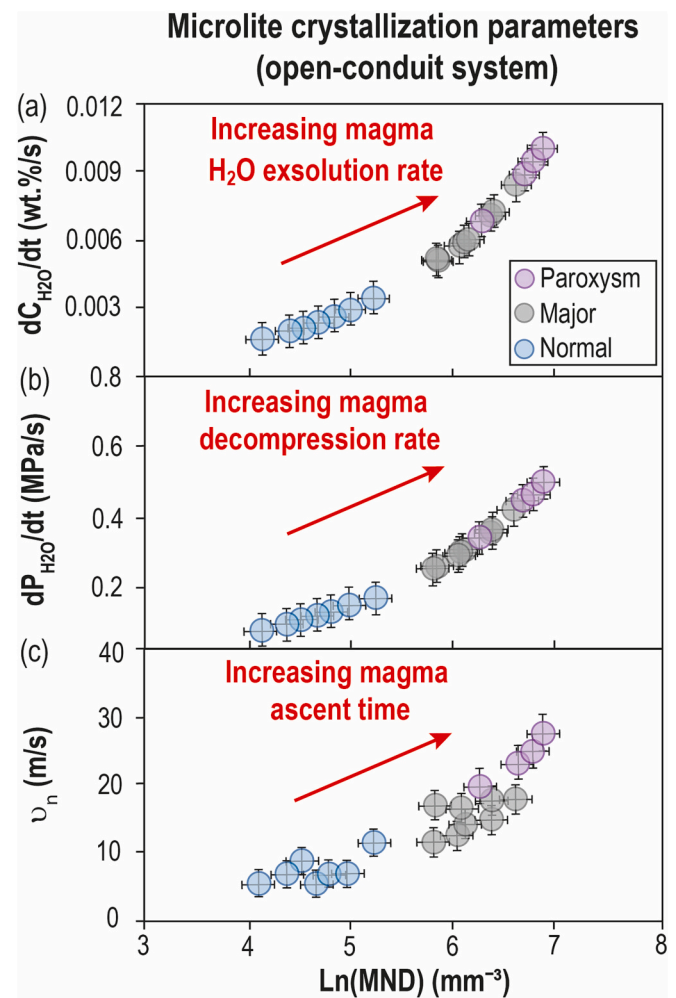 Microlite crystallization parameters
(open-conduit system)
(a)
0.012
0.009
0.006
0.003
dC_H2O/dt (wt.%/s)
Increasing magma
H₂O exsolution rate
Paroxysm
Major
Normal
(b)
0.8
0.6
0.4
0.2
dP_H2O/dt (MPa/s)
Increasing magma
decompression rate
(c)
40
30
20
10
0
υₙ (m/s)
Increasing magma
ascent time
3 4 5 6 7 8
Ln(MND) (mm⁻³)